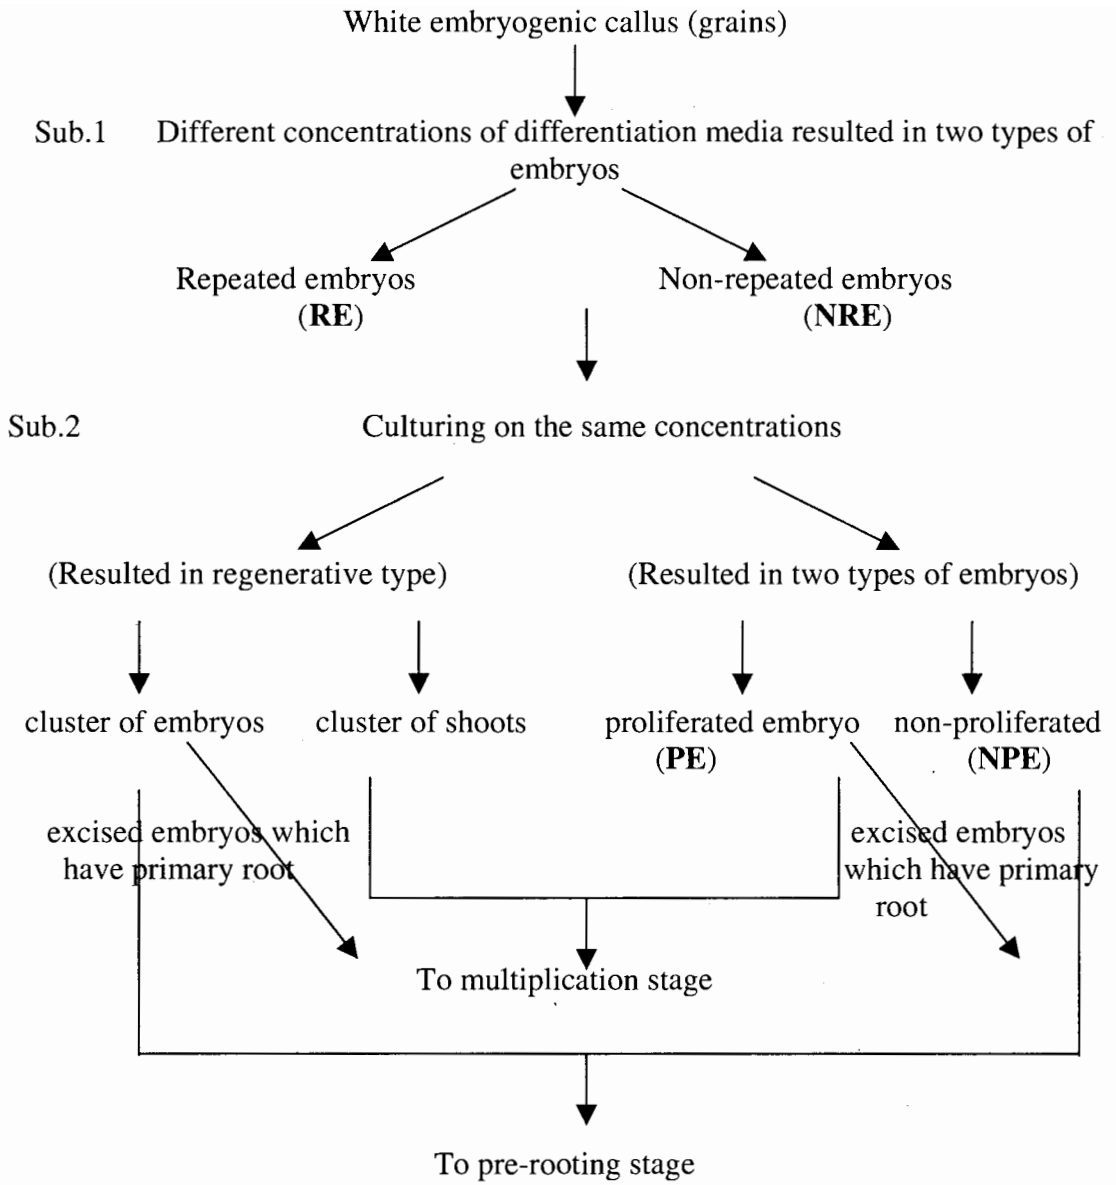 White embryogenic callus (grains)
Sub.1 Different concentrations of differentiation media resulted in two types of
embryos
Repeated embryos
(RE)
Non-repeated embryos
(NRE)
Sub.2 Culturing on the same concentrations
(Resulted in regenerative type)
(Resulted in two types of embryos)
cluster of embryos
cluster of shoots
proliferated embryo
(PE)
non-proliferated
(NPE)
excised embryos which
have primary root
excised embryos
which have primary
root
To multiplication stage
To pre-rooting stage